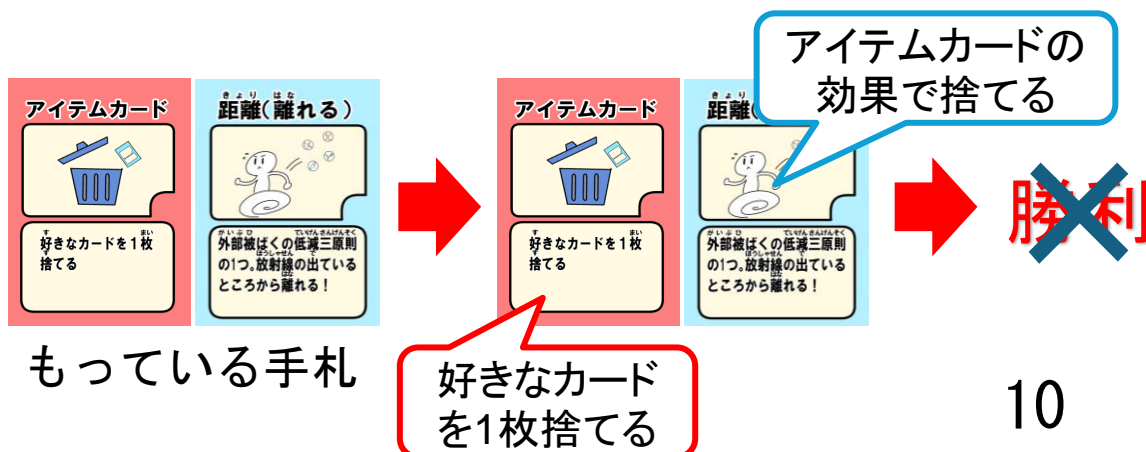 アイテムカード
好きなカードを1枚
捨てる
距離(離れる)
外部被ばくの低減三原則
の1つ。放射線の出ている
ところから離れる！
もっている手札
アイテムカード
好きなカードを1枚
捨てる
距離(
外部被ばくの低減三原則
の1つ。放射線の出ている
ところから離れる！
アイテムカードの
効果で捨てる
好きなカード
を1枚捨てる
勝利
10